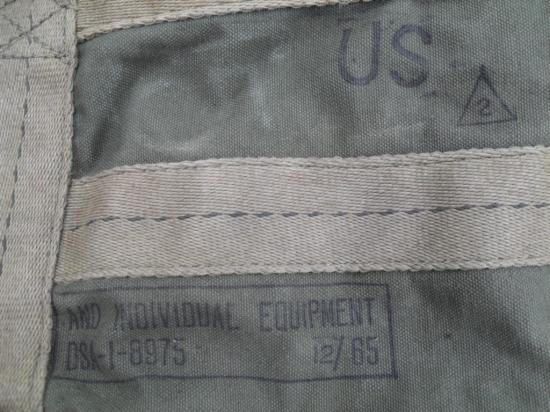 US
2
AND INDIVIDUAL EQUIPMENT
DSA-1-8975 12/65